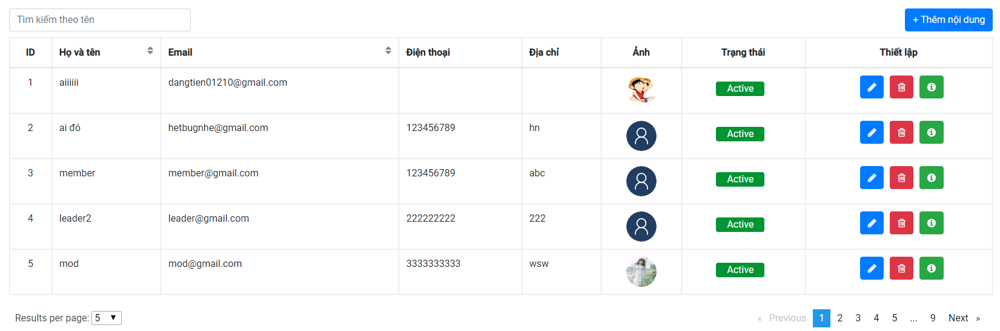 Tìm kiếm theo tên
+ Thêm nội dung
ID Họ và tên Email Điện thoại Địa chỉ Ảnh Trạng thái Thiết lập
1 aiiiiii dangtien01210@gmail.com Active
2 ai đó hetbugnhe@gmail.com 123456789 hn Active
3 member member@gmail.com 123456789 abc Active
4 leader2 leader@gmail.com 222222222 222 Active
5 mod mod@gmail.com 3333333333 wsw Active
Results per page: 5
« Previous 1 2 3 4 5 ... 9 Next »